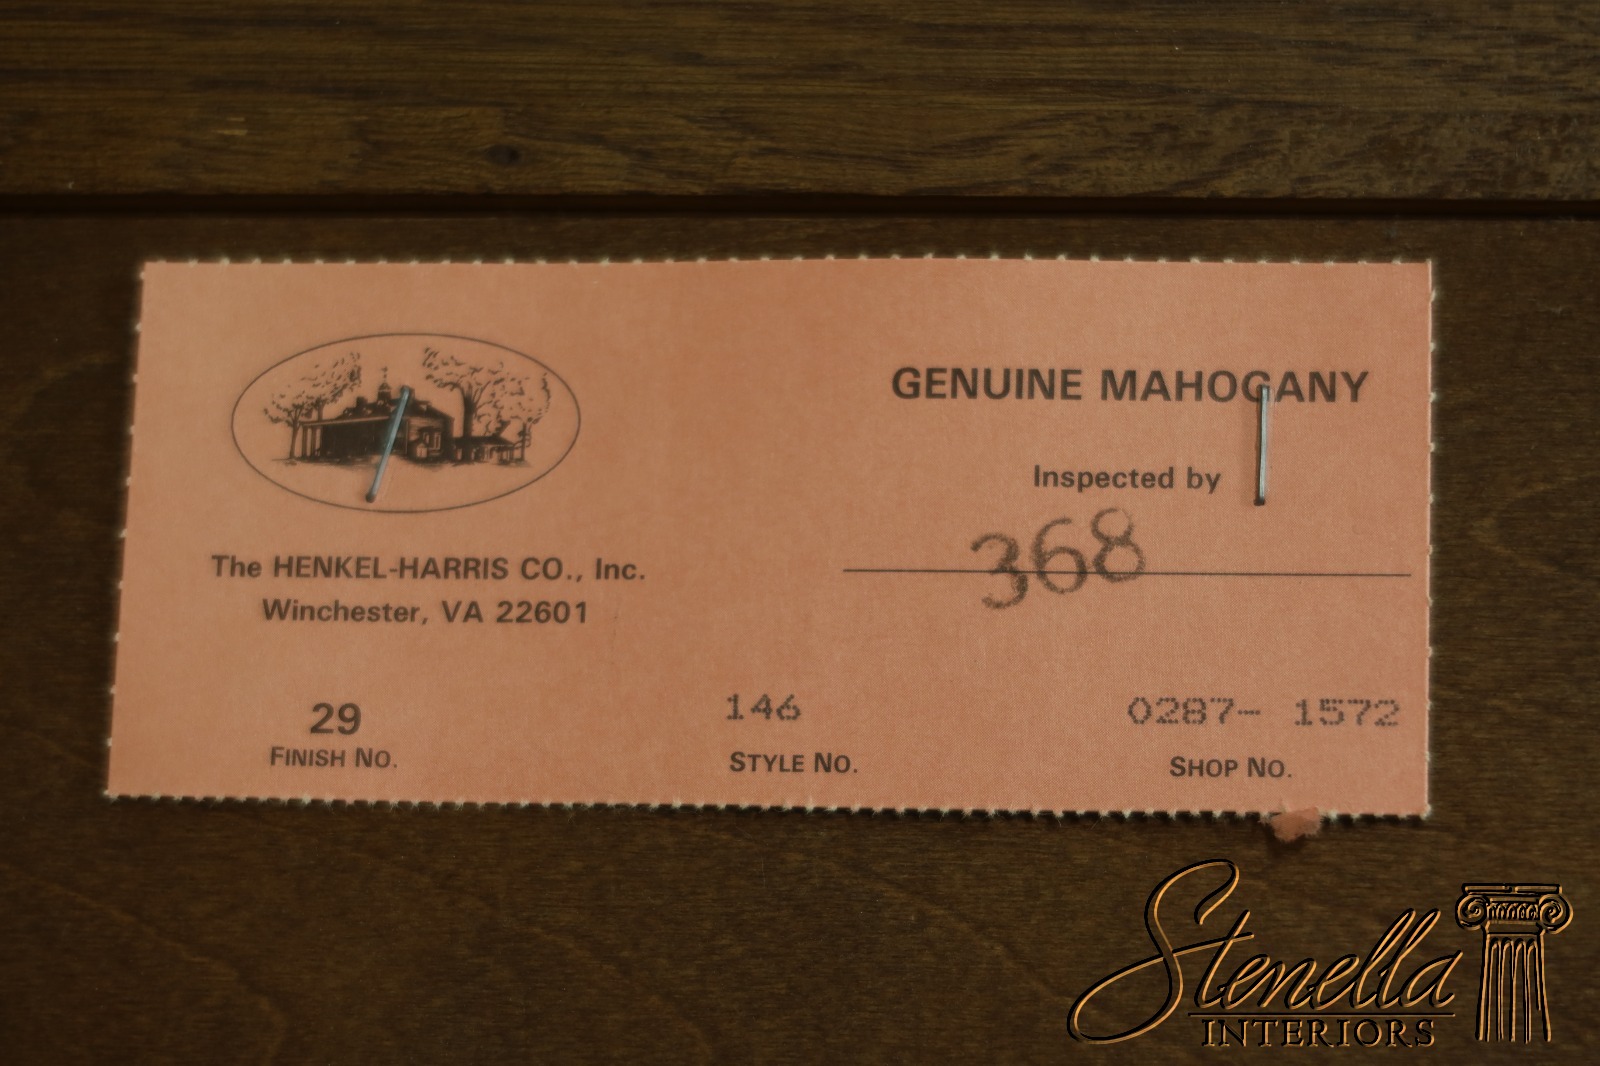 GENUINE MAHOGANY
Inspected by
368
The HENKEL-HARRIS CO., Inc.
Winchester, VA 22601
29
FINISH NO.
146
STYLE NO.
0287- 1572
SHOP NO.
Stenella
INTERIORS